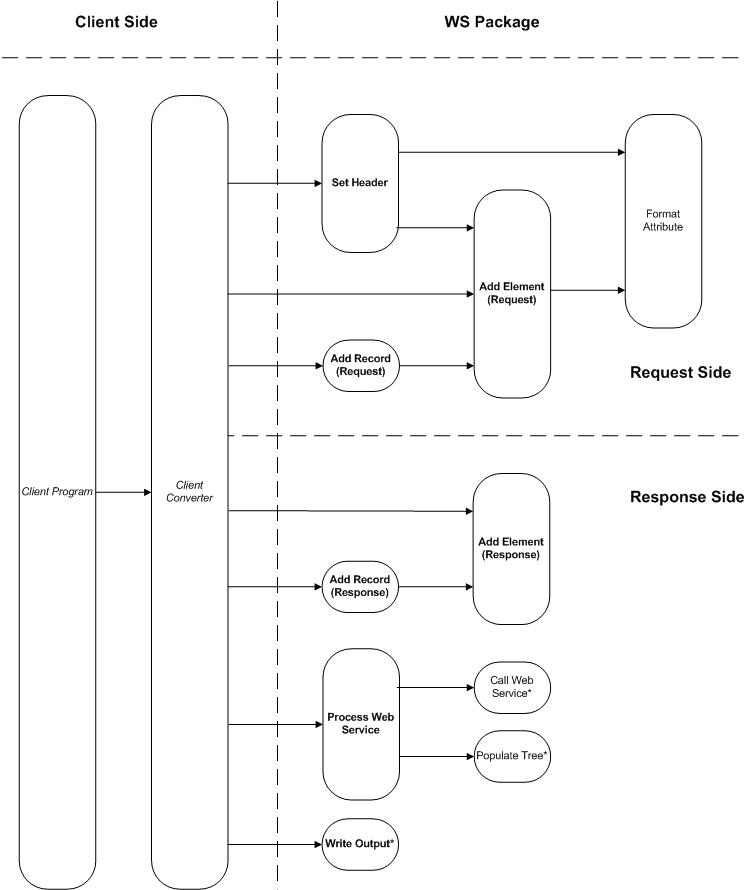 Client Side
WS Package
Set Header
Format
Attribute
Add Element
(Request)
Add Record
(Request)
Request Side
Client Program
Client
Converter
Response Side
Add Element
(Response)
Add Record
(Response)
Call Web
Service*
Process Web
Service
Populate Tree*
Write Output*